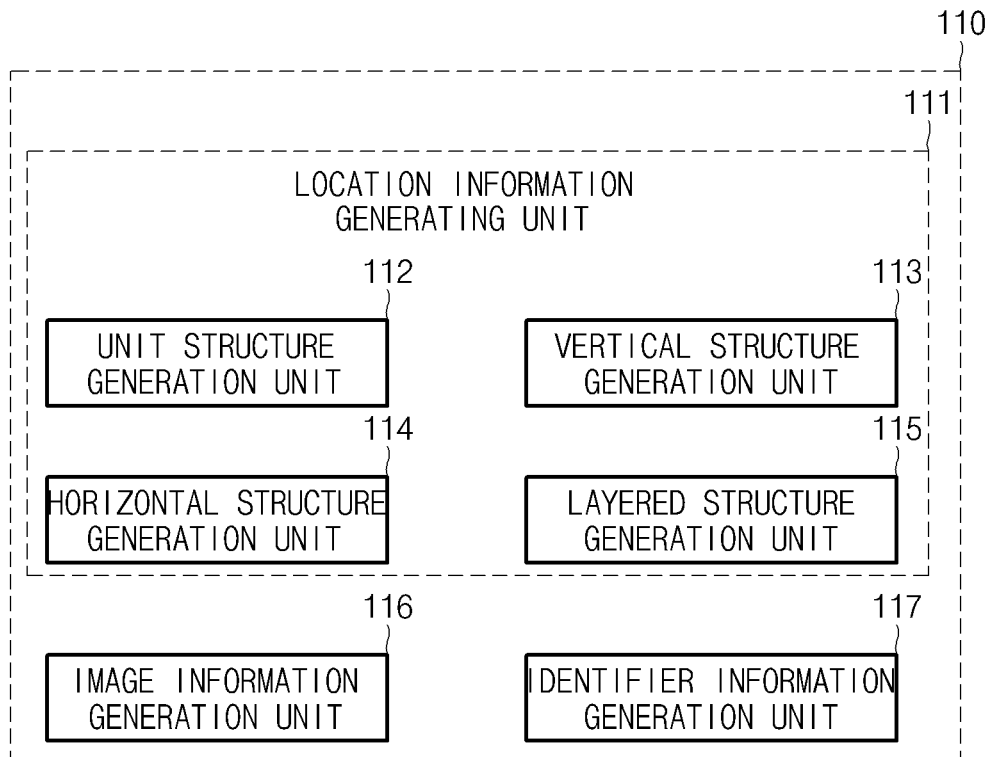 110
111
LOCATION INFORMATION
GENERATING UNIT
112
113
UNIT STRUCTURE
GENERATION UNIT
VERTICAL STRUCTURE
GENERATION UNIT
114
115
HORIZONTAL STRUCTURE
GENERATION UNIT
LAYERED STRUCTURE
GENERATION UNIT
116
117
IMAGE INFORMATION
GENERATION UNIT
IDENTIFIER INFORMATION
GENERATION UNIT